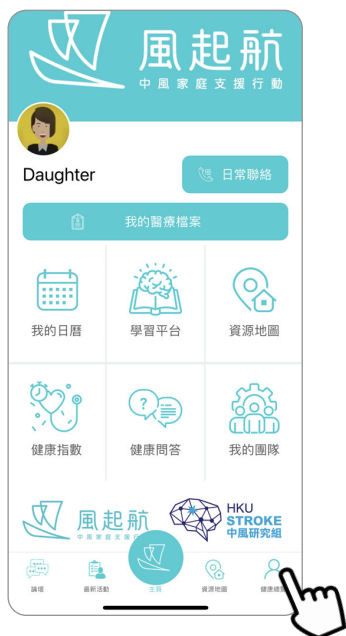 風起航
中風家庭支援行動
Daughter
日常聯絡
我的醫療檔案
我的日曆
學習平台
資源地圖
健康指數
健康問答
我的團隊
風起航
HKU
STROKE
中風研究組
論壇
最新活動
主頁
資源地圖